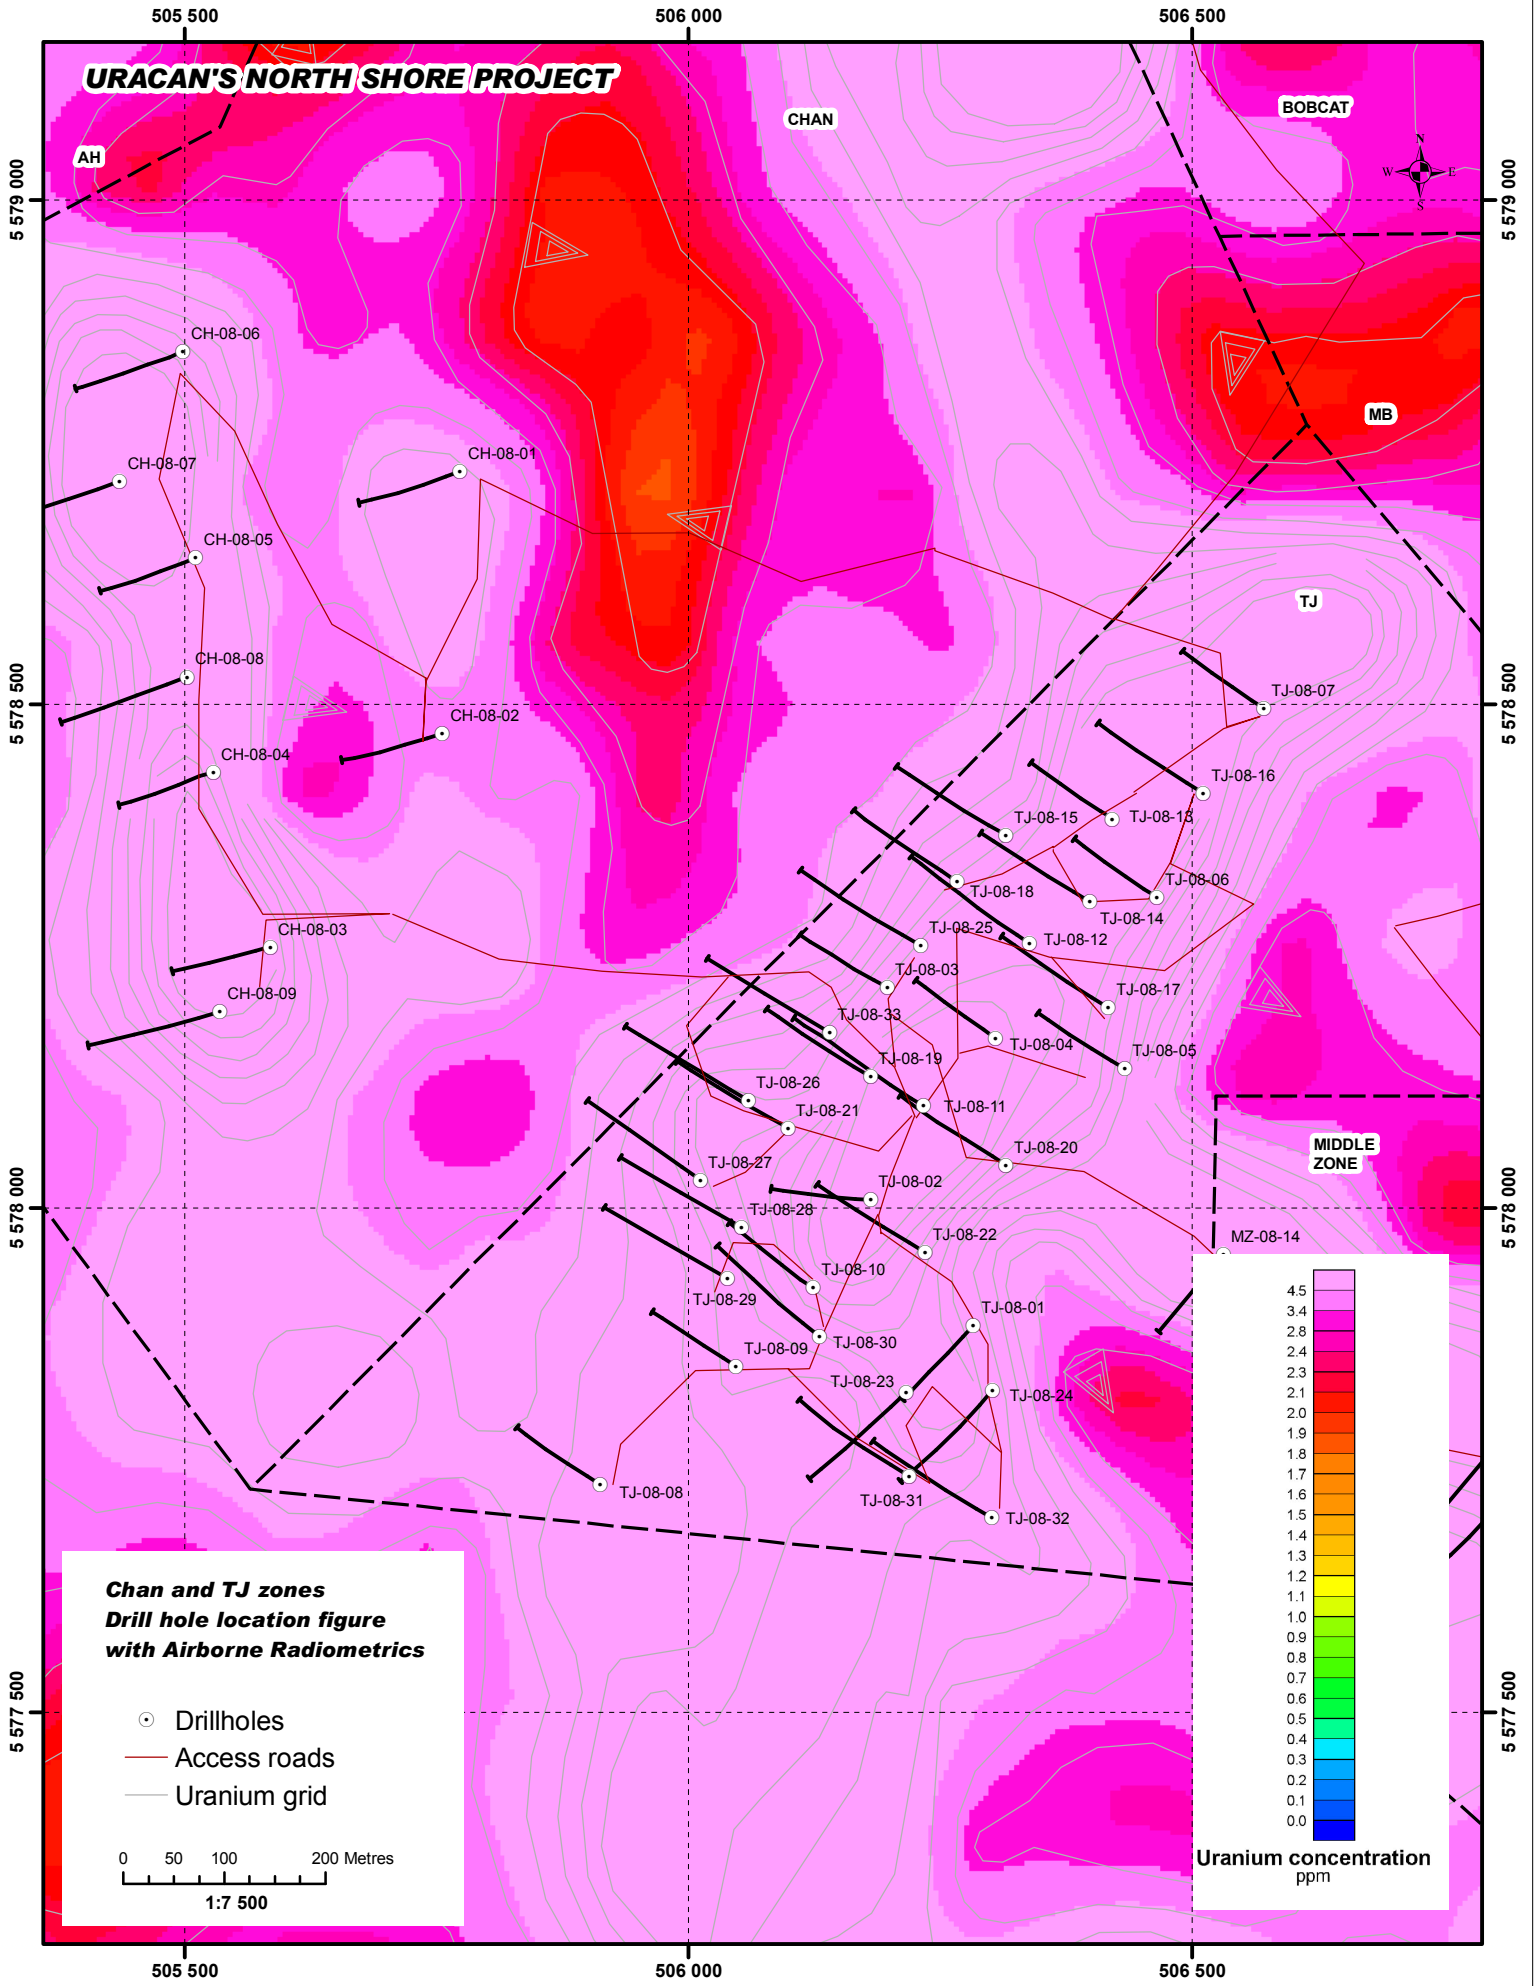 505 500
506 000
506 500
URACAN'S NORTH SHORE PROJECT
CHAN
BOBCAT
AH
N
W
E
S
5 579 000
5 579 000
CH-08-06
MB
CH-08-01
CH-08-07
CH-08-05
TJ
CH-08-08
TJ-08-07
5 578 500
5 578 500
CH-08-02
CH-08-04
TJ-08-16
TJ-08-15
TJ-08-13
TJ-08-18
TJ-08-06
TJ-08-14
CH-08-03
TJ-08-25
TJ-08-12
TJ-08-03
CH-08-09
TJ-08-17
TJ-08-33
TJ-08-04
TJ-08-05
TJ-08-19
TJ-08-26
TJ-08-11
TJ-08-21
MIDDLE
ZONE
TJ-08-20
TJ-08-27
TJ-08-02
5 578 000
5 578 000
TJ-08-28
TJ-08-22
MZ-08-14
TJ-08-10
TJ-08-29
TJ-08-01
TJ-08-30
TJ-08-09
TJ-08-23
TJ-08-24
TJ-08-08
TJ-08-31
TJ-08-32
4.5
3.4
2.8
2.4
2.3
2.1
2.0
1.9
1.8
1.7
1.6
1.5
1.4
1.3
1.2
1.1
1.0
0.9
0.8
0.7
0.6
0.5
0.4
0.3
0.2
0.1
0.0
Uranium concentration
ppm
Chan and TJ zones
Drill hole location figure
with Airborne Radiometrics
Drillholes
Access roads
Uranium grid
0 50 100 200 Metres
1:7 500
5 577 500
5 577 500
505 500
506 000
506 500